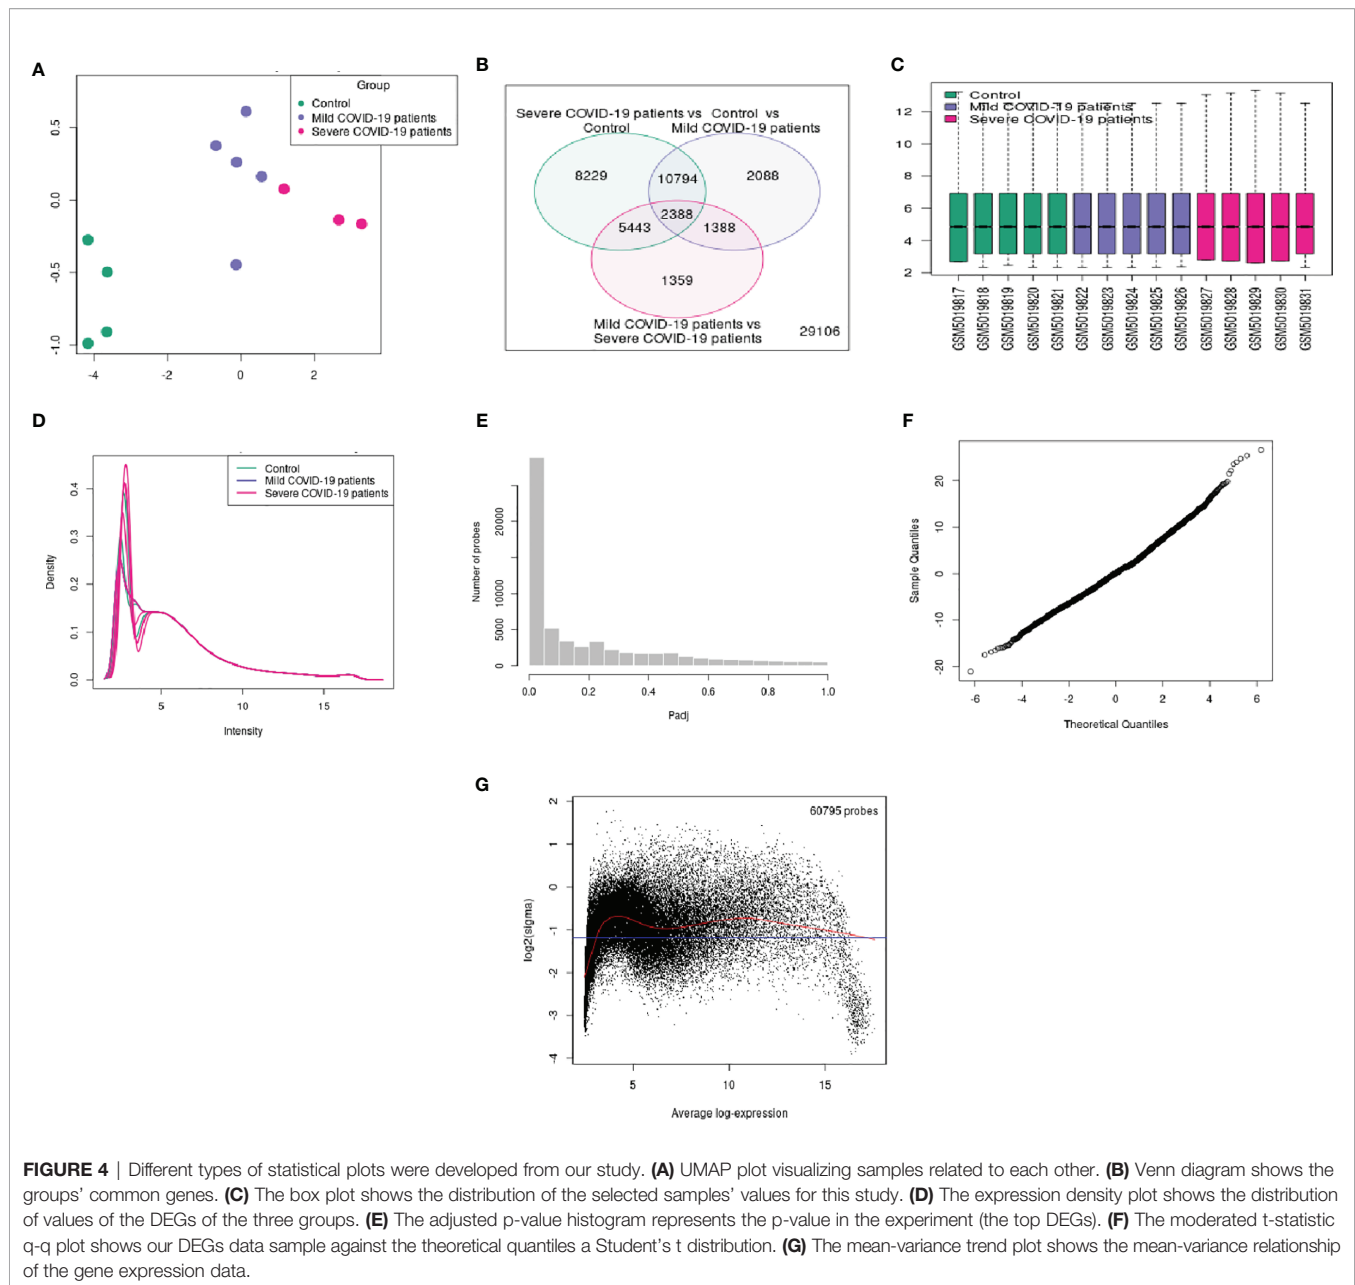 A
Group
Control
Mild COVID-19 patients
Severe COVID-19 patients
0.5
0.0
-0.5
-1.0
-4
-2
0
2
B
Severe COVID-19 patients vs
Control
Control vs
Mild COVID-19 patients
8229
10794
2088
2388
5443
1388
1359
Mild COVID-19 patients vs
Severe COVID-19 patients
29106
C
Control
Mild COVID-19 patients
Severe COVID-19 patients
12
10
8
6
4
2
GSM5019817
GSM5019818
GSM5019819
GSM5019820
GSM5019821
GSM5019822
GSM5019823
GSM5019824
GSM5019825
GSM5019826
GSM5019827
GSM5019828
GSM5019829
GSM5019830
GSM5019831
D
Control
Mild COVID-19 patients
Severe COVID-19 patients
Density
0.4
0.3
0.2
0.1
0.0
5
10
15
Intensity
E
Number of probes
20000
10000
5000
0
0.0
0.2
0.4
0.6
0.8
1.0
Padj
F
Sample Quantiles
20
10
0
-10
-20
-6
-4
-2
0
2
4
6
Theoretical Quantiles
G
60795 probes
log2(sigma)
2
1
0
-1
-2
-3
-4
5
10
15
Average log-expression
FIGURE 4 | Different types of statistical plots were developed from our study. (A) UMAP plot visualizing samples related to each other. (B) Venn diagram shows the
groups' common genes. (C) The box plot shows the distribution of the selected samples' values for this study. (D) The expression density plot shows the distribution
of values of the DEGs of the three groups. (E) The adjusted p-value histogram represents the p-value in the experiment (the top DEGs). (F) The moderated t-statistic
q-q plot shows our DEGs data sample against the theoretical quantiles a Student's t distribution. (G) The mean-variance trend plot shows the mean-variance relationship
of the gene expression data.